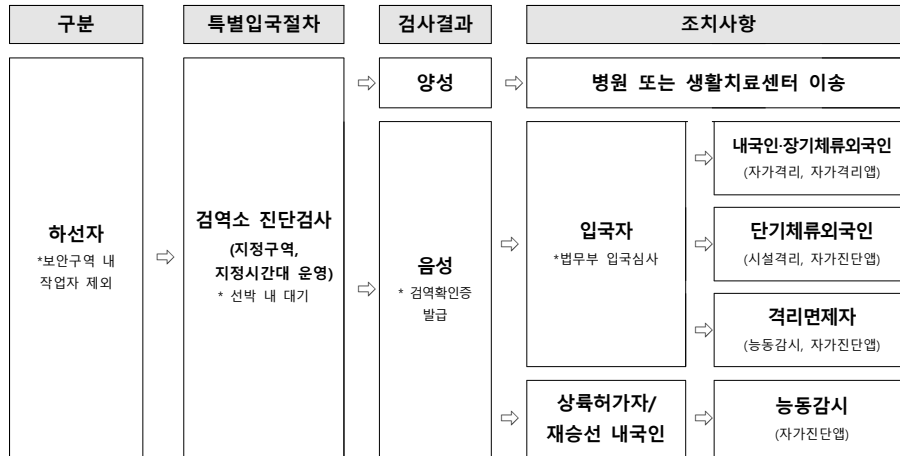 구분
특별입국절차
검사결과
조치사항
하선자
*보안구역 내
작업자 제외
⇨
검역소 진단검사
(지정구역,
지정시간대 운영)
* 선박 내 대기
⇨
양성
⇨
병원 또는 생활치료센터 이송
⇨
음성
* 검역확인증
발급
⇨
입국자
*법무부 입국심사
⇨
내국인·장기체류외국인
(자가격리, 자가격리앱)
⇨
단기체류외국인
(시설격리, 자가진단앱)
⇨
격리면제자
(능동감시, 자가진단앱)
⇨
상륙허가자/
재승선 내국인
⇨
능동감시
(자가진단앱)